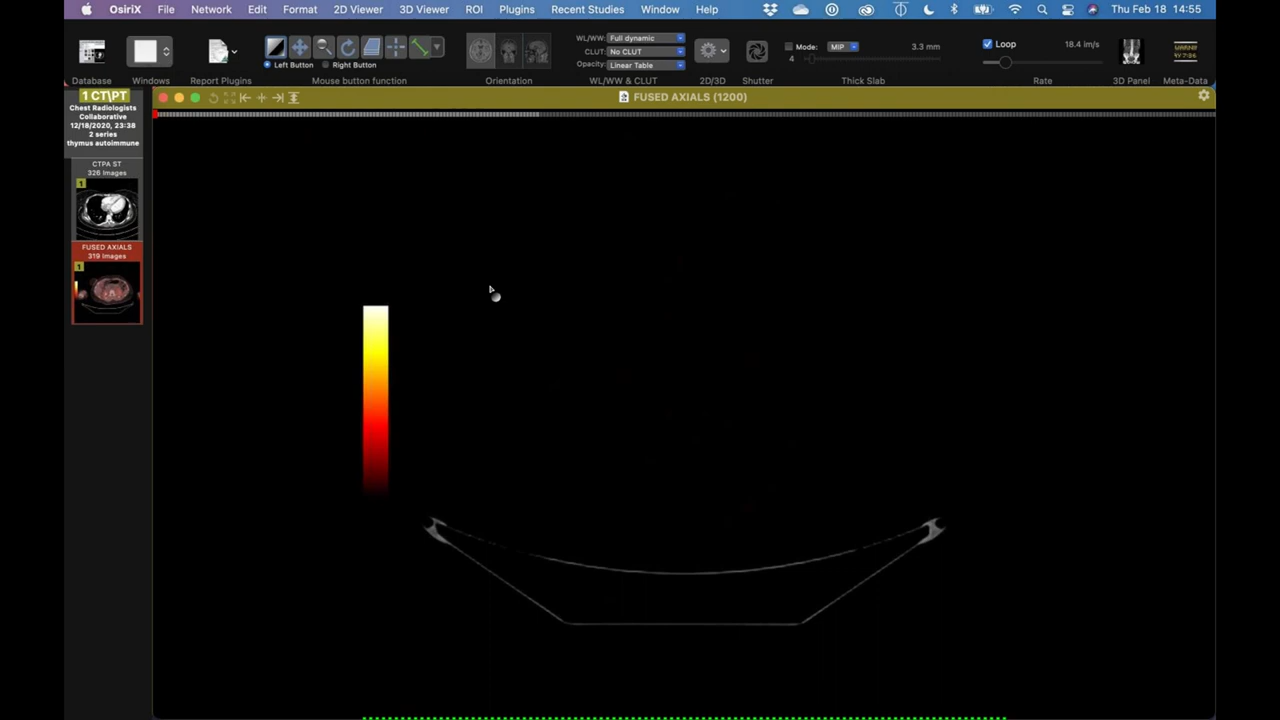 OsiriX File Network Edit Format 2D Viewer 3D Viewer ROI Plugins Recent Studies Window Help Thu Feb 18 14:55
WL/WW: Full dynamic
CLUT: No CLUT
Opacity: Linear Table
Mode: MIP 3.3 mm
4
Loop 18.4 im/s
Left Button Right Button
Database Windows Report Plugins Mouse button function Orientation WL/WW & CLUT 2D/3D Shutter Thick Slab Rate 3D Panel Meta-Data
1 CT\PT
Chest Radiologists
Collaborative
12/18/2020, 23:38
2 series
thymus autoimmune
FUSED AXIALS (1200)
CTPA ST
326 Images
1
FUSED AXIALS
319 Images
1